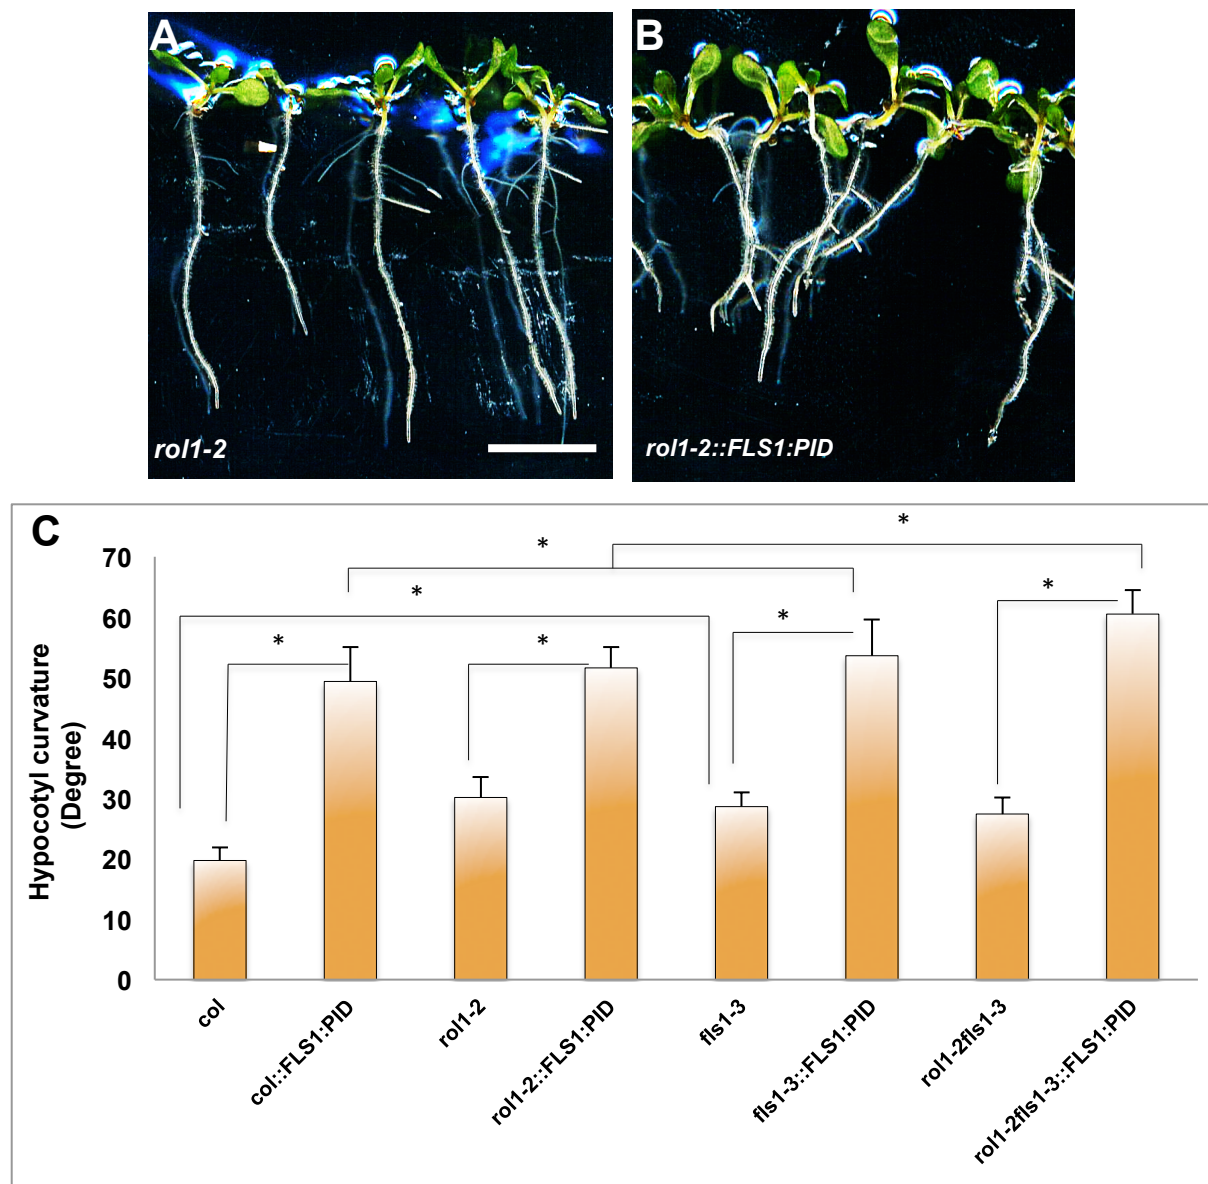 A
B
rol1-2
rol1-2::FLS1:PID
C
*
*
*
*
*
*
*
Hypocotyl curvature
(Degree)
70
60
50
40
30
20
10
0
col
col::FLS1:PID
rol1-2
rol1-2::FLS1:PID
fls1-3
fls1-3::FLS1:PID
rol1-2fls1-3
rol1-2fls1-3::FLS1:PID